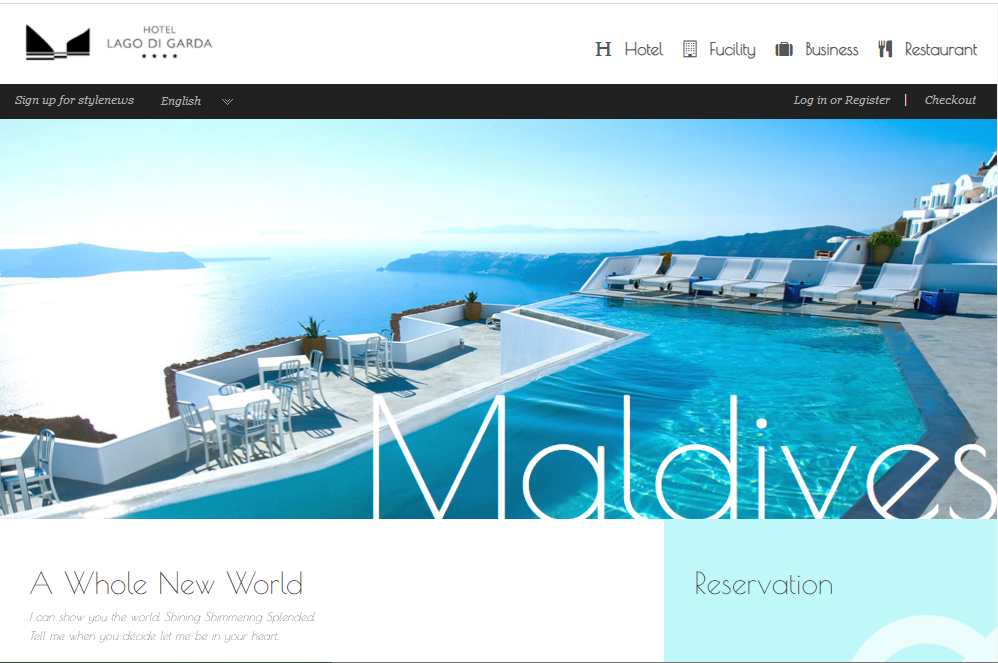 HOTEL
LAGO DI GARDA
H Hotel Fucility Business Restaurant
Sign up for stylenews English Log in or Register | Checkout
Maldives
A Whole New World
I can show you the world. Shining Shimmering Splended.
Tell me when you decide let me be in your heart.
Reservation